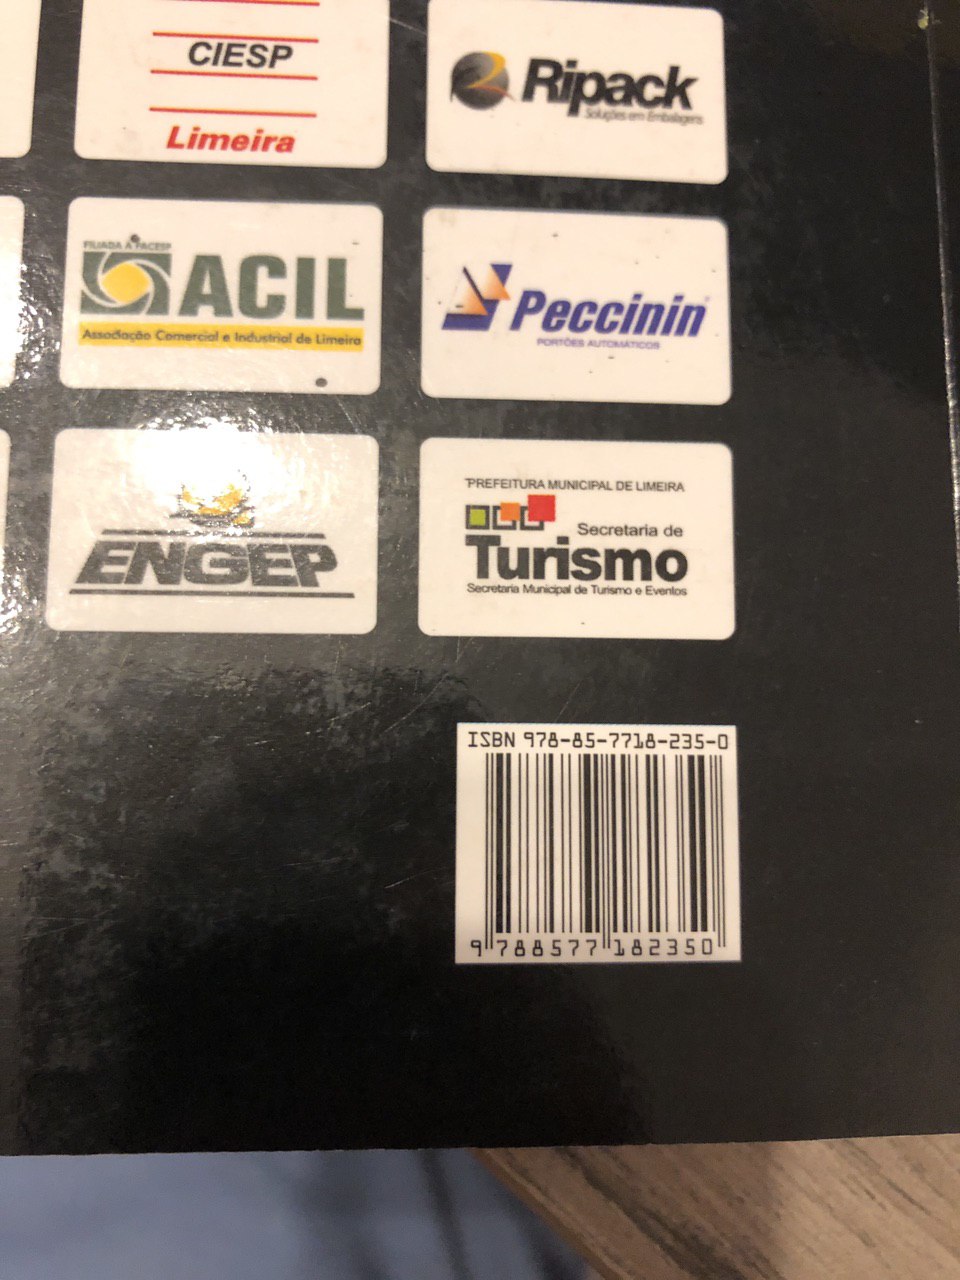 CIESP
Limeira
Ripack
Soluções em Embalagens
FILIADA À FACESP
ACIL
Associação Comercial e Industrial de Limeira
Peccinin
PORTÕES AUTOMÁTICOS
ENGEP
PREFEITURA MUNICIPAL DE LIMEIRA
Secretaria de
Turismo
Secretaria Municipal de Turismo e Eventos
ISBN 978-85-7718-235-0
9 788577 182350